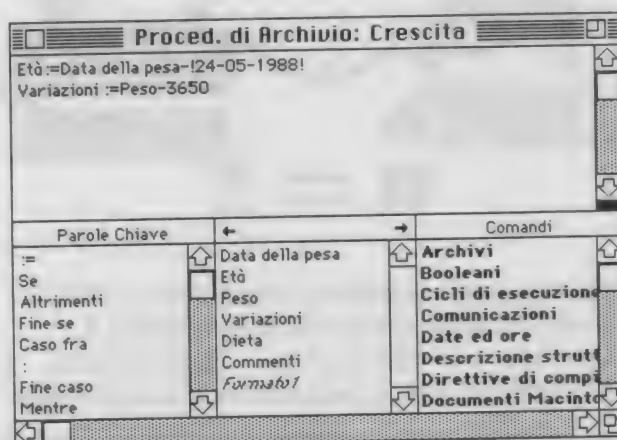 Proced. di Archivio: Crescita
Età:=Data della pesa-!24-05-1988!
Variazioni :=Peso-3650
Parole Chiave
← →
Comandi
:=
Se
Altrimenti
Fine se
Caso fra
:
Fine caso
Mentre
Data della pesa
Età
Peso
Variazioni
Dieta
Commenti
Formato1
Archivi
Booleani
Cicli di esecuzione
Comunicazioni
Date ed ore
Descrizione strutt
Direttive di compi
Documenti Macinto